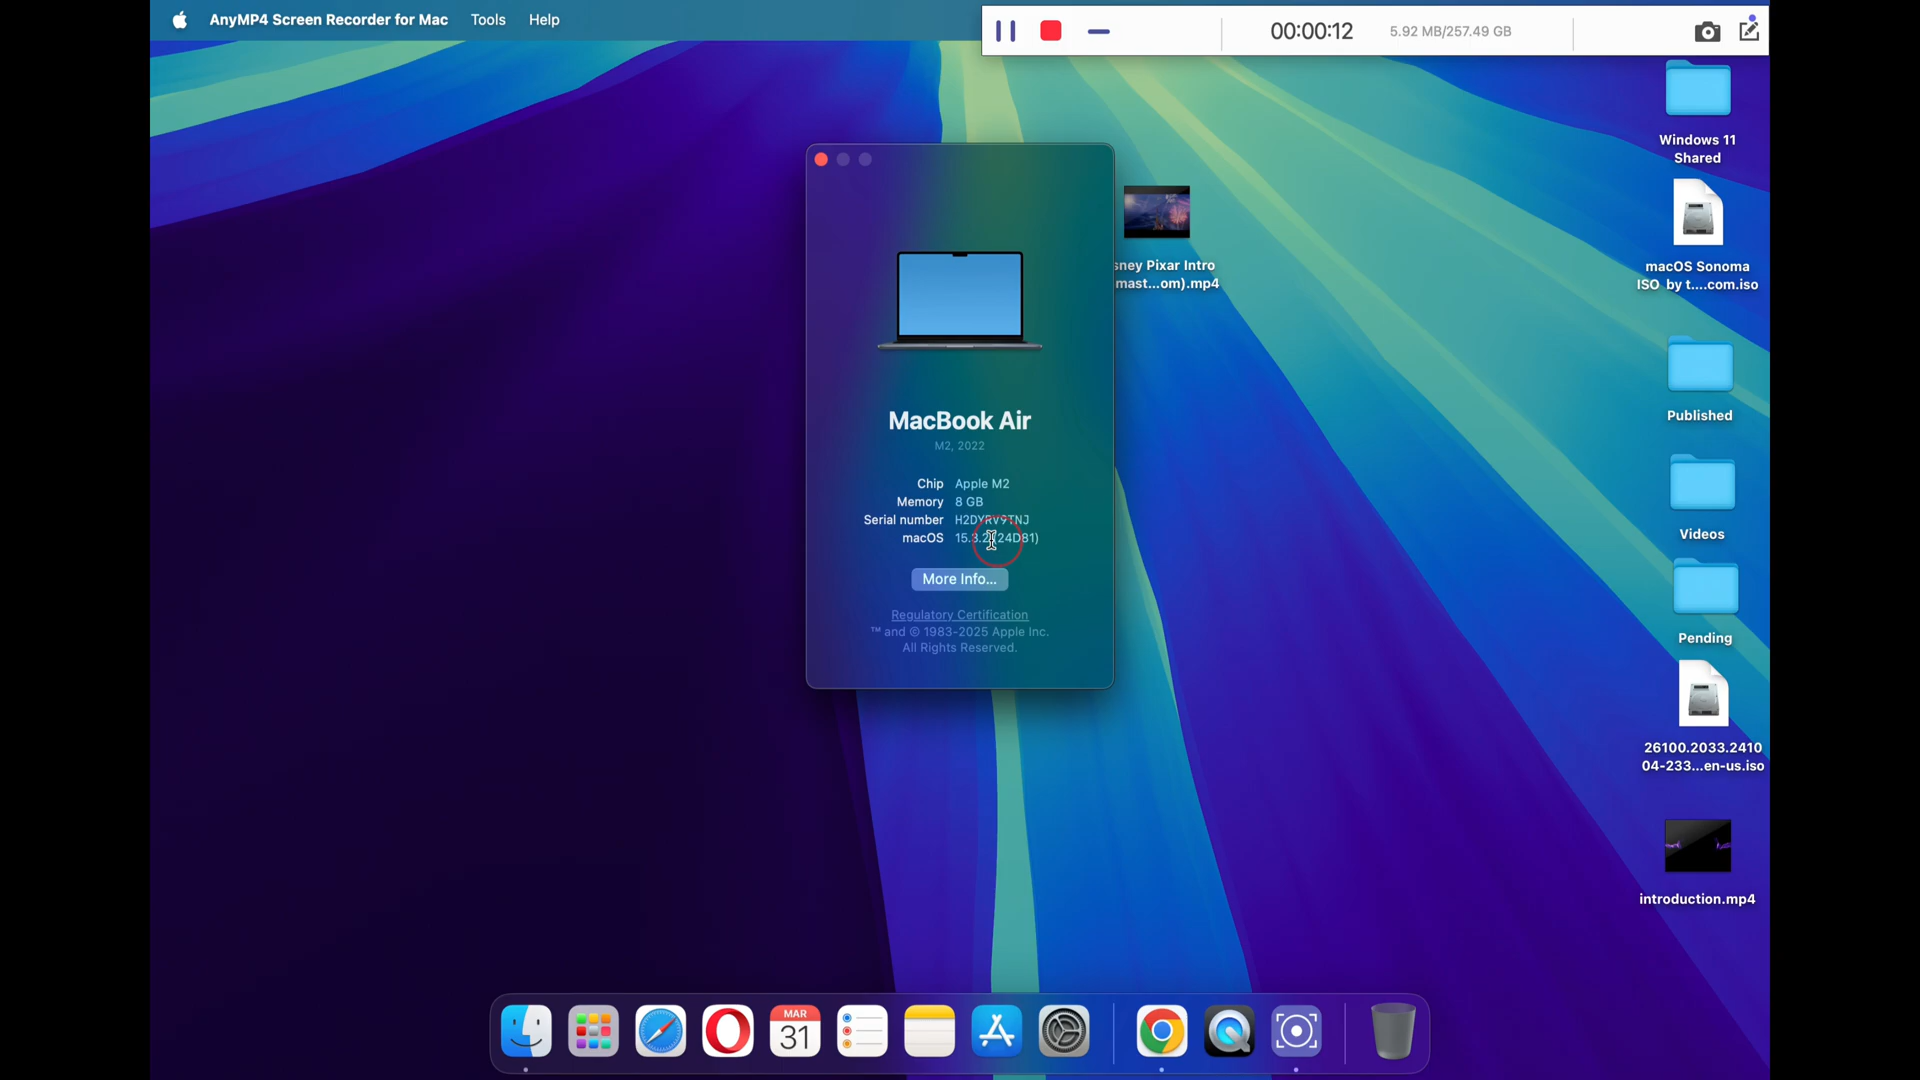 AnyMP4 Screen Recorder for Mac Tools Help
00:00:12 5.92 MB/257.49 GB
Windows 11
Shared
sney Pixar Intro
mast...om).mp4
macOS Sonoma
ISO by t....com.iso
MacBook Air
M2, 2022
Chip Apple M2
Memory 8 GB
Serial number
macOS
More Info...
Regulatory Certification
™ and © 1983-2025 Apple Inc.
All Rights Reserved.
Published
Videos
Pending
26100.2033.2410
04-233...en-us.iso
introduction.mp4
MAR
31